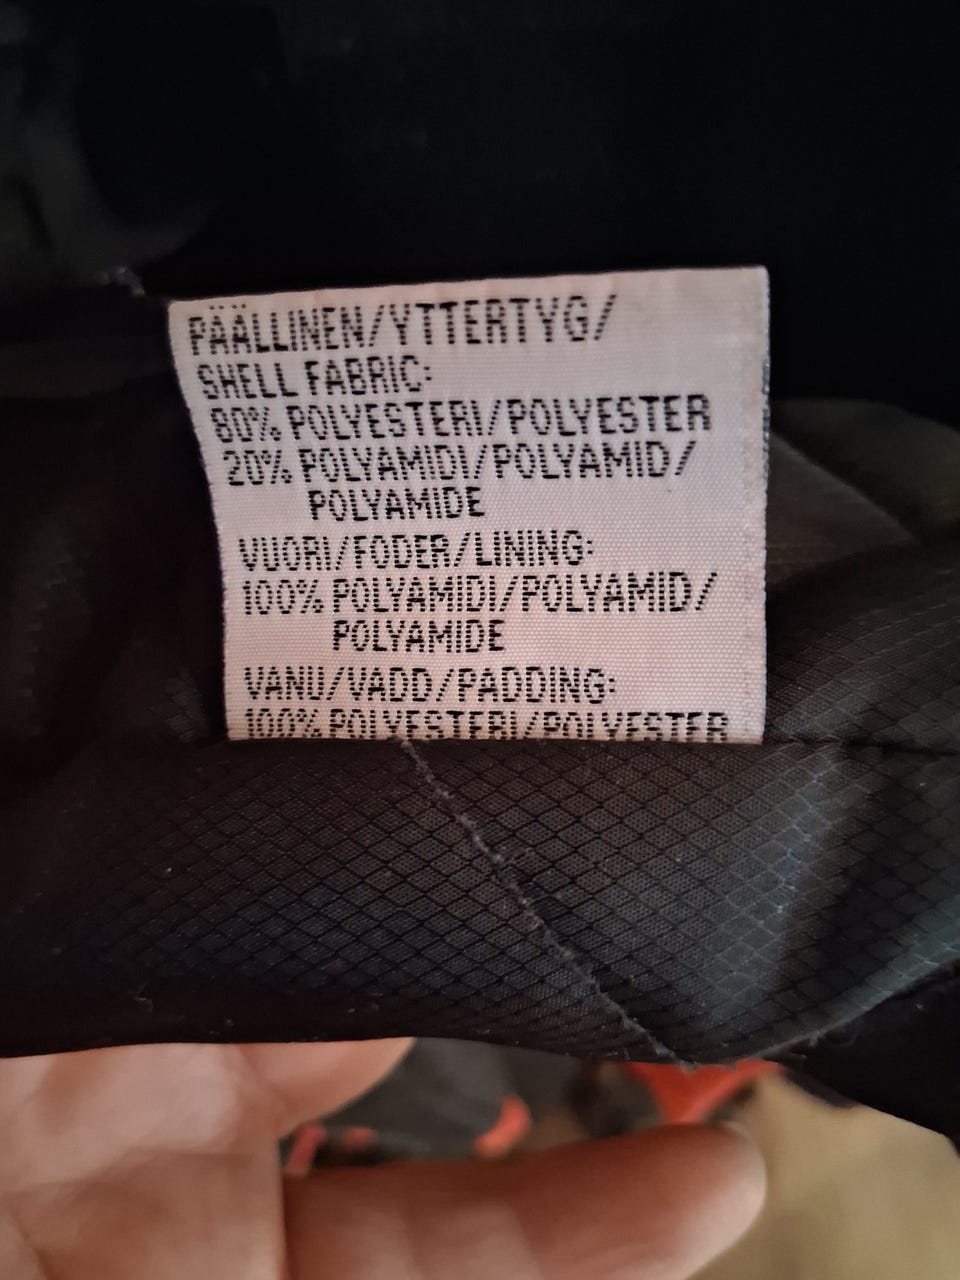 PÄÄLLINEN/YTTERTYG/
SHELL FABRIC:
80% POLYESTERI/POLYESTER
20% POLYAMIDI/POLYAMID/
POLYAMIDE
VUORI/FODER/LINING:
100% POLYAMIDI/POLYAMID/
POLYAMIDE
VANU/VADD/PADDING:
100% POLYESTERI/POLYESTER